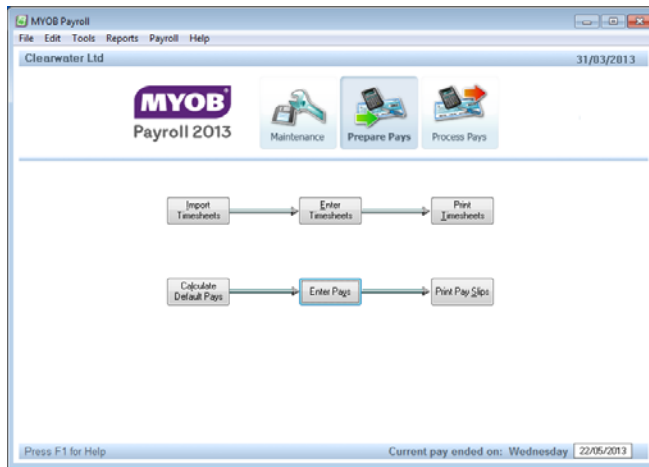 MYOB Payroll
File Edit Tools Reports Payroll Help
Clearwater Ltd 31/03/2013
MYOB
Payroll 2013
Maintenance Prepare Pays Process Pays
Import Timesheets
Enter Timesheets
Print Timesheets
Calculate Default Pays
Enter Pays
Print Pay Slips
Press F1 for Help Current pay ended on: Wednesday 22/05/2013